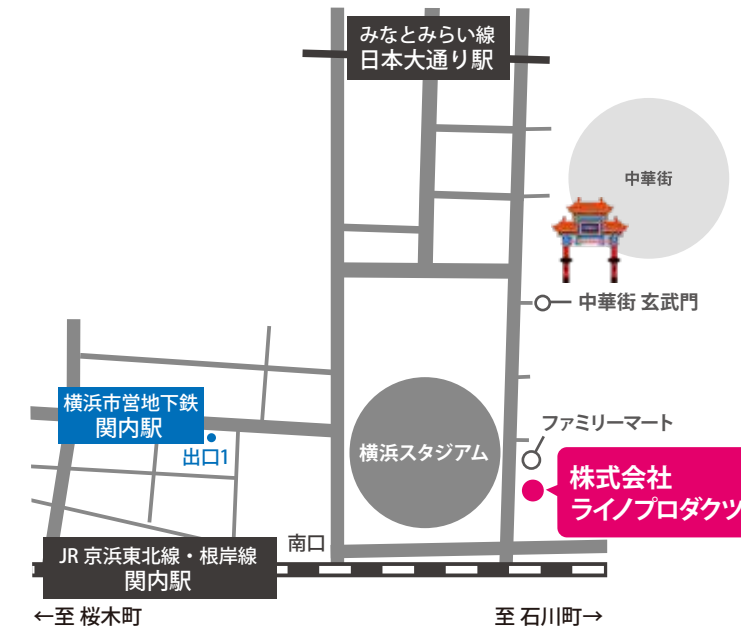 みなとみらい線
日本大通り駅
中華街
中華街 玄武門
横浜市営地下鉄
関内駅
出口1
横浜スタジアム
ファミリーマート
株式会社
ライノプロダクツ
南口
JR 京浜東北線・根岸線
関内駅
←至 桜木町
至 石川町→